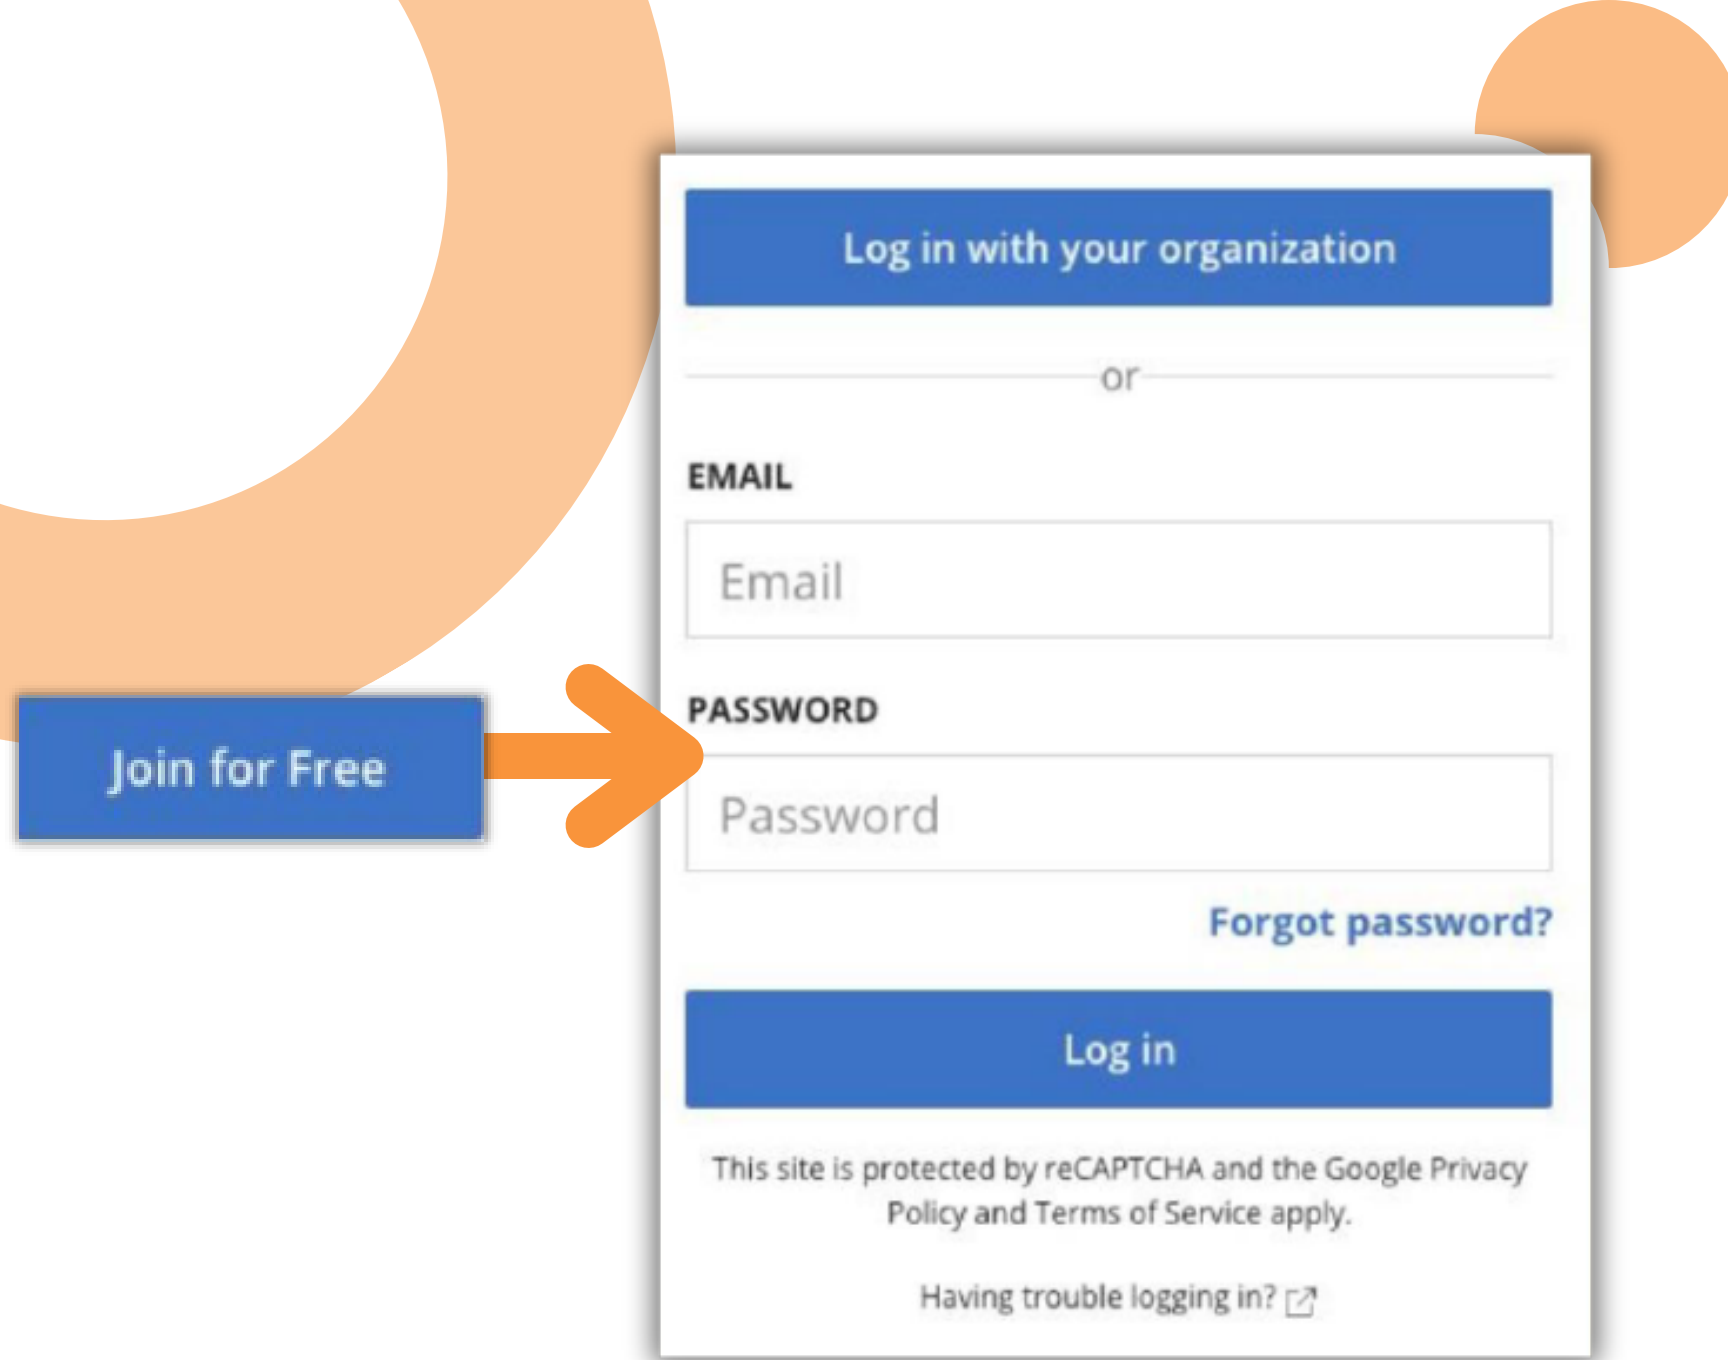 Log in with your organization
or
EMAIL
Email
PASSWORD
Join for Free
Password
Forgot password?
Log in
This site is protected by reCAPTCHA and the Google Privacy
Policy and Terms of Service apply.
Having trouble logging in?